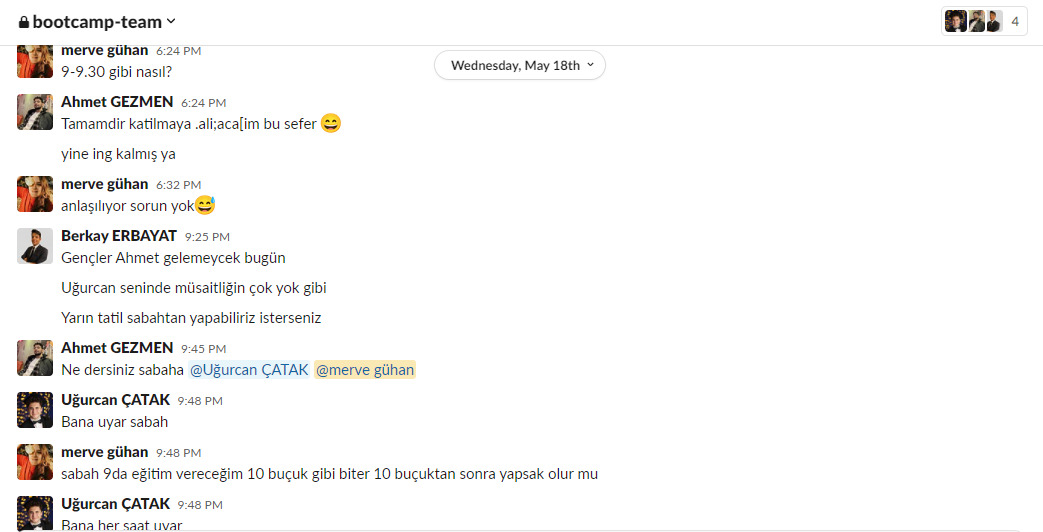 bootcamp-team
4
merve gühan 6:24 PM
Wednesday, May 18th
9-9.30 gibi nasıl?
Ahmet GEZMEN 6:24 PM
Tamamdir katilmaya .ali;aca[im bu sefer 😄
yine ing kalmış ya
merve gühan 6:32 PM
anlaşılıyor sorun yok😅
Berkay ERBAYAT 9:25 PM
Gençler Ahmet gelemeycek bugün
Uğurcan seninde müsaitliğin çok yok gibi
Yarın tatil sabahtan yapabiliriz isterseniz
Ahmet GEZMEN 9:45 PM
Ne dersiniz sabaha @Uğurcan ÇATAK @merve gühan
Uğurcan ÇATAK 9:48 PM
Bana uyar sabah
merve gühan 9:48 PM
sabah 9da eğitim vereceğim 10 buçuk gibi biter 10 buçuktan sonra yapsak olur mu
Uğurcan ÇATAK 9:48 PM
Bana her saat uyar